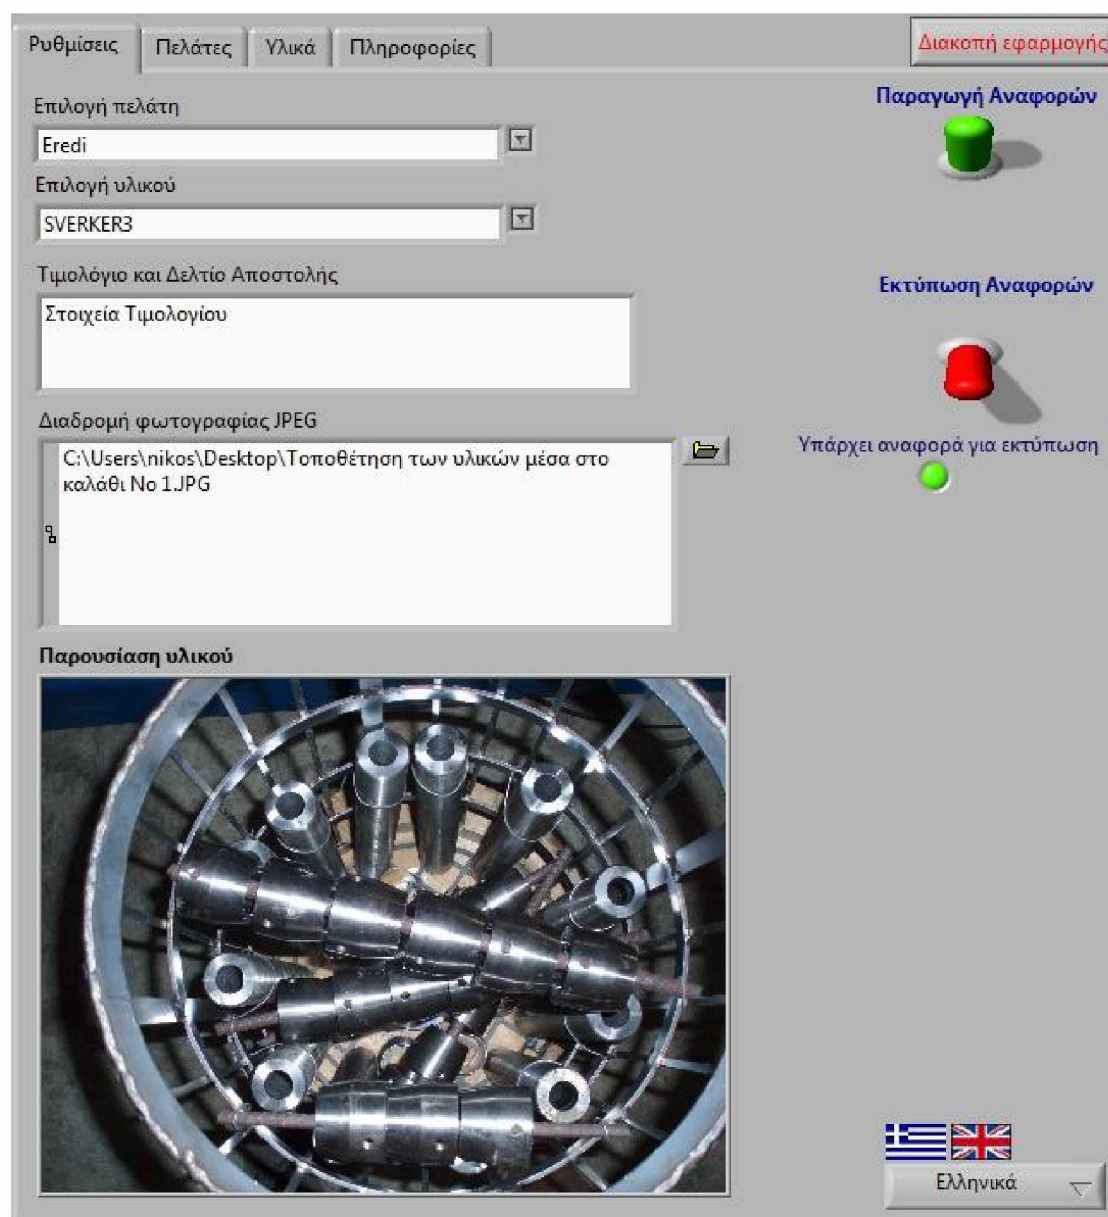 Ρυθμίσεις
Πελάτες
Υλικά
Πληροφορίες
Διακοπή εφαρμογής
Παραγωγή Αναφορών
Επιλογή πελάτη
Eredi
Επιλογή υλικού
SVERKER3
Τιμολόγιο και Δελτίο Αποστολής
Στοιχεία Τιμολογίου
Εκτύπωση Αναφορών
Διαδρομή φωτογραφίας JPEG
C:\Users\nikos\Desktop\Τοποθέτηση των υλικών μέσα στο
καλάθι Νο 1.JPG
Υπάρχει αναφορά για εκτύπωση
Παρουσίαση υλικού
Ελληνικά